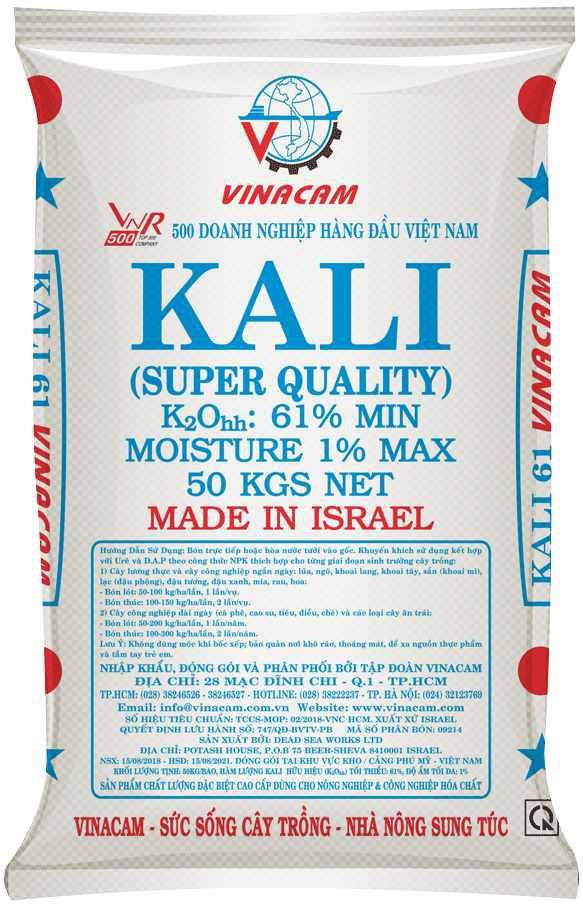 VINACAM
VNR
500
TOP 500
COMPANY
500 DOANH NGHIỆP HÀNG ĐẦU VIỆT NAM
KALI
(SUPER QUALITY)
K₂Ohh: 61% MIN
MOISTURE 1% MAX
50 KGS NET
MADE IN ISRAEL
KALI 61 VINACAM
KALI 61 VINACAM
Hướng Dẫn Sử Dụng: Bón trực tiếp hoặc hòa nước tưới vào gốc. Khuyến khích sử dụng kết hợp
với Urê và D.A.P theo công thức NPK thích hợp cho từng giai đoạn sinh trưởng cây trồng:
1) Cây lương thực và cây công nghiệp ngắn ngày: lúa, ngô, khoai lang, khoai tây, sắn (khoai mì),
lạc (đậu phộng), đậu tương, đậu xanh, mía, rau, hoa:
- Bón lót: 50-100 kg/ha/lần, 1 lần/vụ.
- Bón thúc: 100-150 kg/ha/lần, 2 lần/vụ.
2) Cây công nghiệp dài ngày (cà phê, cao su, tiêu, điều, chè) và các loại cây ăn trái:
- Bón lót: 50-200 kg/ha/lần, 1 lần/năm.
- Bón thúc: 100-300 kg/ha/lần, 2 lần/năm.
Lưu Ý: Không dùng móc khi bốc xếp; bảo quản nơi khô ráo, thoáng mát, để xa nguồn thực phẩm
và tầm tay trẻ em.
NHẬP KHẨU, ĐÓNG GÓI VÀ PHÂN PHỐI BỞI TẬP ĐOÀN VINACAM
ĐỊA CHỈ: 28 MẠC ĐĨNH CHI - Q.1 - TP.HCM
TP.HCM: (028) 38246526 - 38246527 - HOTLINE: (028) 38222237 - TP. HÀ NỘI: (024) 32123769
Email: info@vinacam.com.vn Website: www.vinacam.com
SỐ HIỆU TIÊU CHUẨN: TCCS-MOP: 02/2018-VNC HCM. XUẤT XỨ ISRAEL
QUYẾT ĐỊNH LƯU HÀNH SỐ: 747/QĐ-BVTV-PB MÃ SỐ PHÂN BÓN: 09214
SẢN XUẤT BỞI: DEAD SEA WORKS LTD
ĐỊA CHỈ: POTASH HOUSE, P.O.B 75 BEER-SHEVA 8410001 ISRAEL
NSX: 15/08/2018 - HSD: 15/08/2021. ĐÓNG GÓI TẠI KHU VỰC KHO / CẢNG PHÚ MỸ - VIỆT NAM
KHỐI LƯỢNG TỊNH: 50KG/BAO, HÀM LƯỢNG KALI HỮU HIỆU (K₂Ohh) TỐI THIỂU: 61%, ĐỘ ẨM TỐI ĐA: 1%
SẢN PHẨM CHẤT LƯỢNG ĐẶC BIỆT CAO CẤP DÙNG CHO NÔNG NGHIỆP & CÔNG NGHIỆP HÓA CHẤT
VINACAM - SỨC SỐNG CÂY TRỒNG - NHÀ NÔNG SUNG TÚC